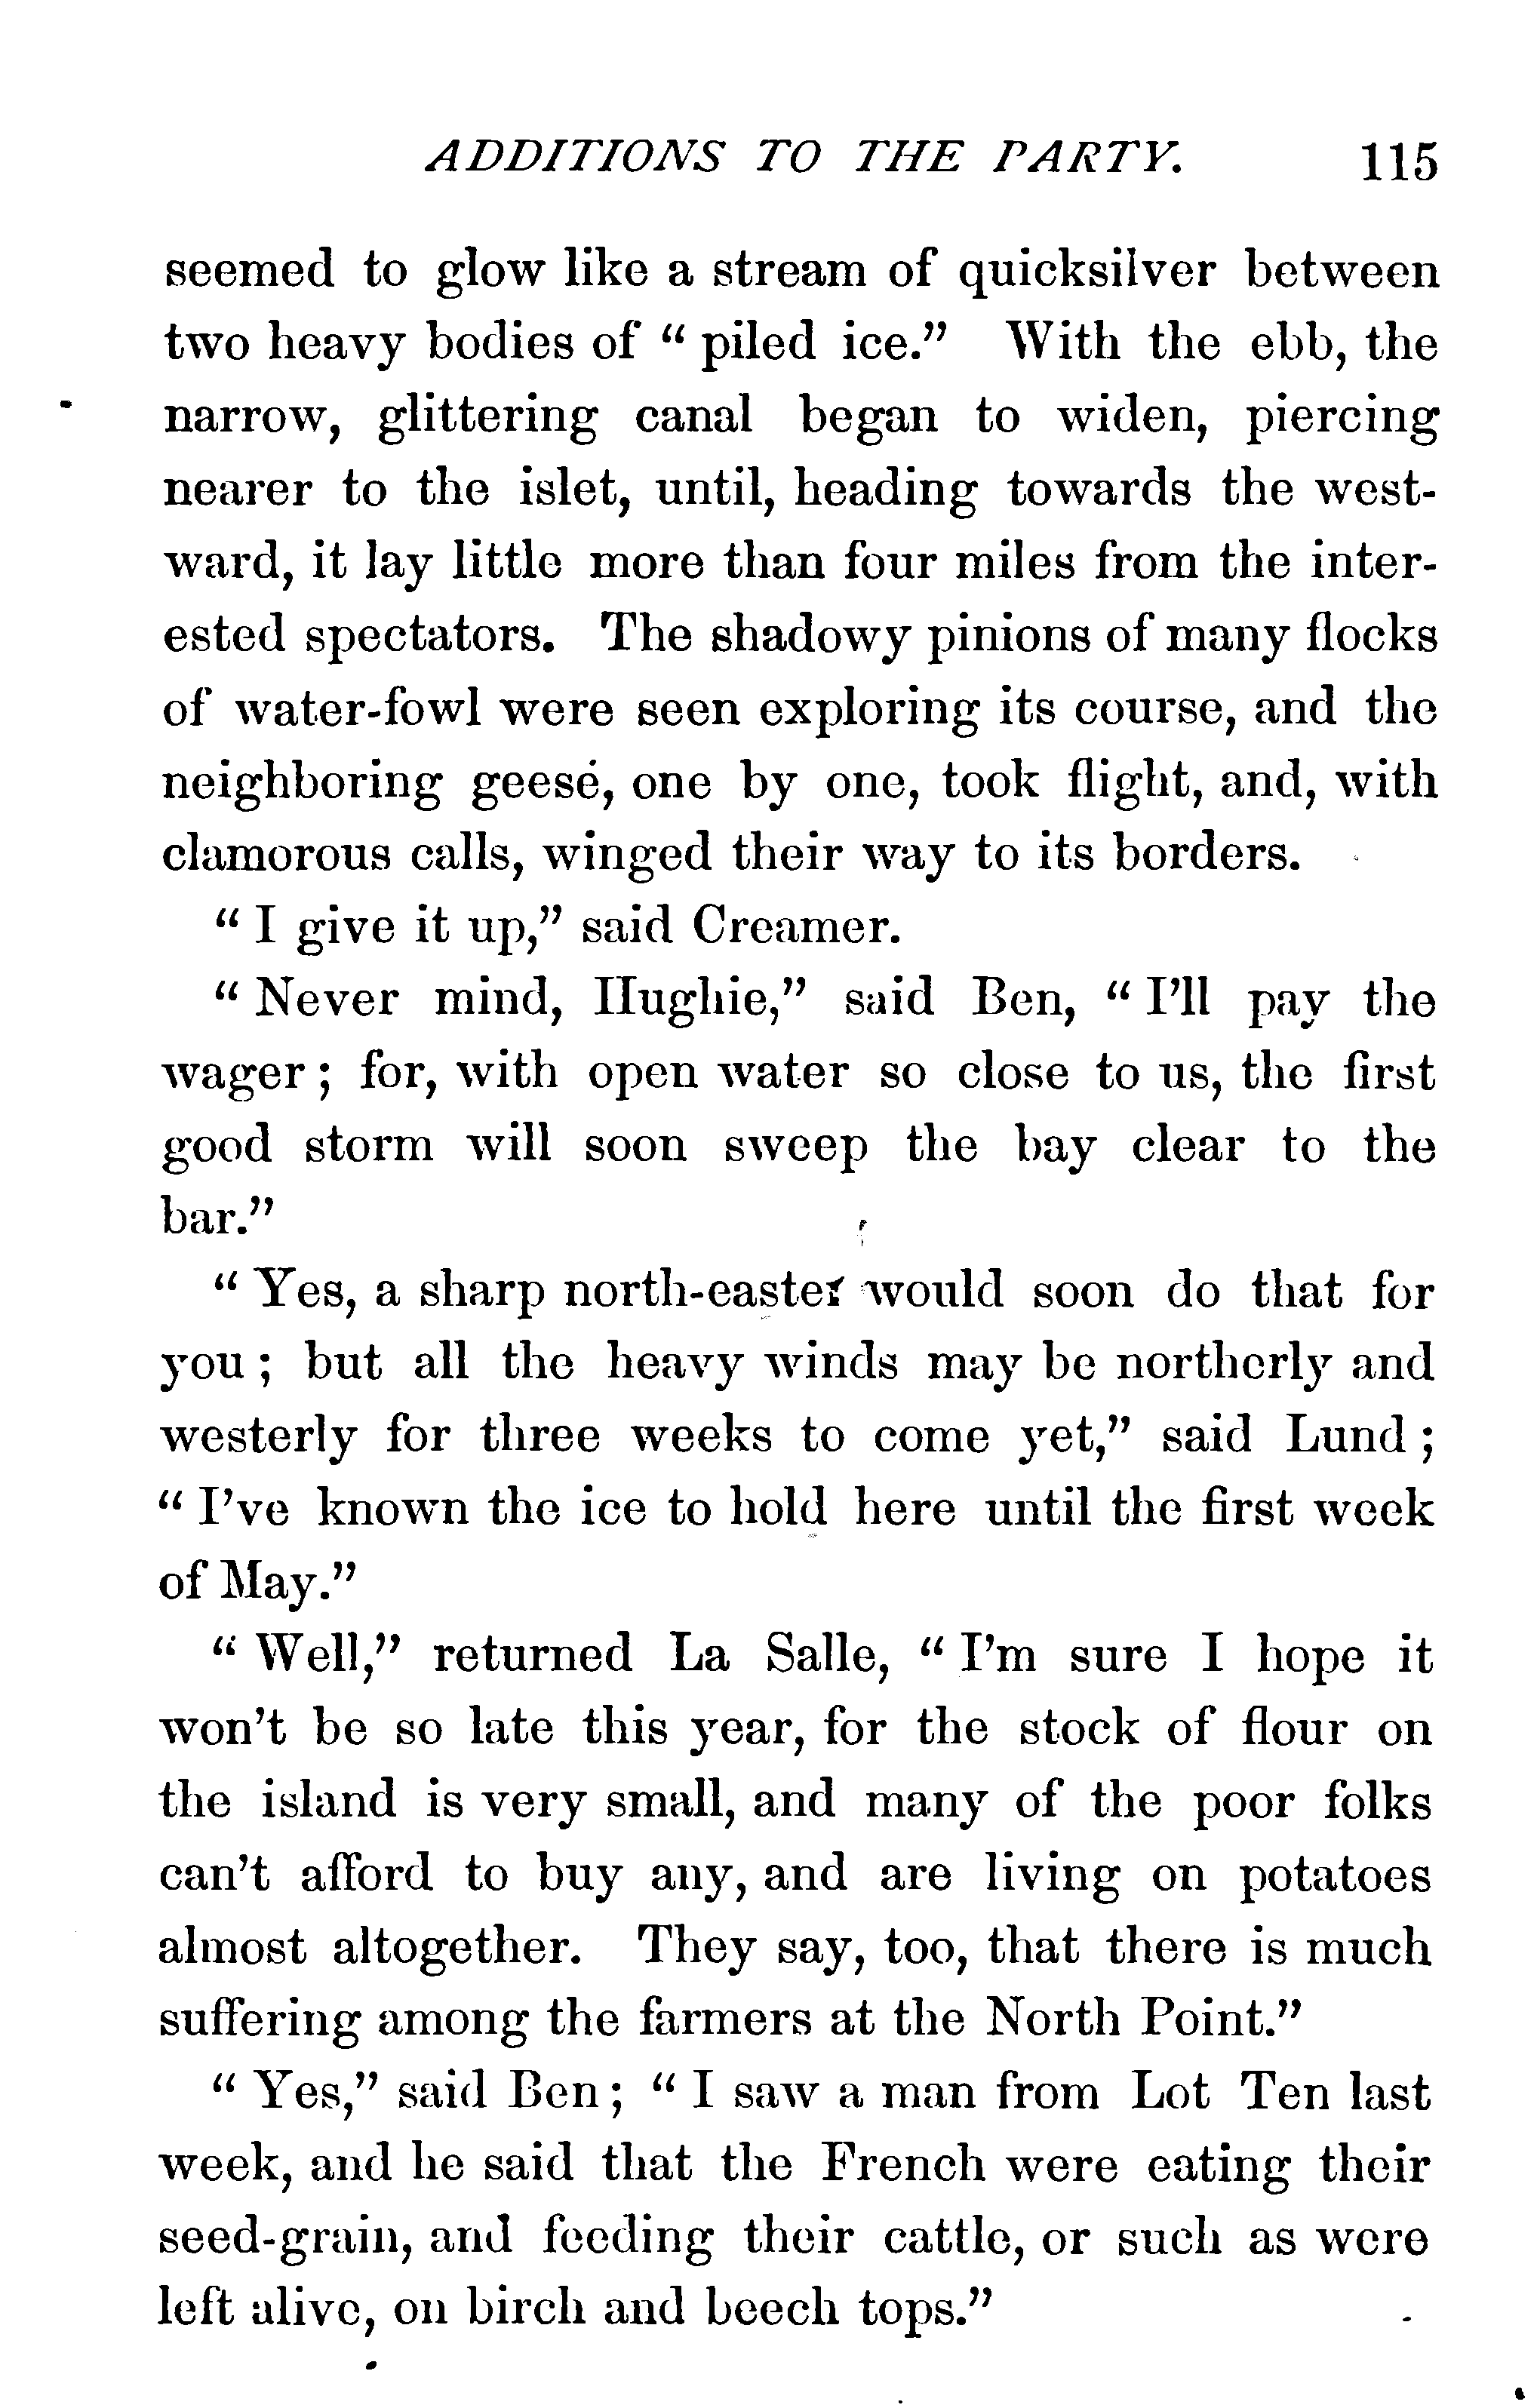 ADDITIONS TO THE PARTY. 115
seemed to glow like a stream of quicksilver between
two heavy bodies of “ piled ice.” With the ebb, the
narrow, glittering canal began to widen, piercing
nearer to the islet, until, heading towards the west-
ward, it lay little more than four miles from the inter-
ested spectators. The shadowy pinions of many flocks
of water-fowl were seen exploring its course, and the
neighboring geese, one by one, took flight, and, with
clamorous calls, winged their way to its borders.
“ I give it up,” said Creamer.
“ Never mind, Hughie,” said Ben, “ I’ll pay the
wager ; for, with open water so close to us, the first
good storm will soon sweep the bay clear to the
bar.”
“ Yes, a sharp north-easter would soon do that for
you ; but all the heavy winds may be northerly and
westerly for three weeks to come yet,” said Lund ;
“ I’ve known the ice to hold here until the first week
of May.”
“ Well,” returned La Salle, “ I’m sure I hope it
won’t be so late this year, for the stock of flour on
the island is very small, and many of the poor folks
can’t afford to buy any, and are living on potatoes
almost altogether. They say, too, that there is much
suffering among the farmers at the North Point.”
“ Yes,” said Ben ; “ I saw a man from Lot Ten last
week, and he said that the French were eating their
seed-grain, and feeding their cattle, or such as were
left alive, on birch and beech tops.”